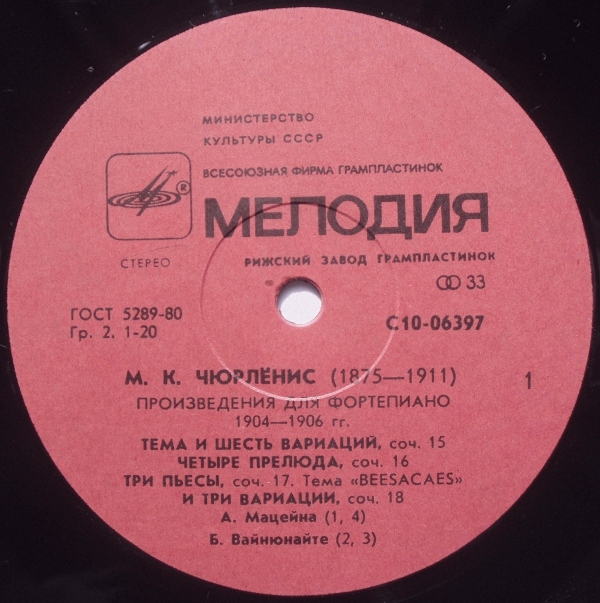 МИНИСТЕРСТВО
КУЛЬТУРЫ СССР
ВСЕСОЮЗНАЯ ФИРМА ГРАМПЛАСТИНОК
®
МЕЛОДИЯ
СТЕРЕО
РИЖСКИЙ ЗАВОД ГРАМПЛАСТИНОК
33
ГОСТ 5289-80
Гр. 2. 1-20
С10-06397
М. К. ЧЮРЛЁНИС (1875—1911)
1
ПРОИЗВЕДЕНИЯ ДЛЯ ФОРТЕПИАНО
1904—1906 гг.
ТЕМА И ШЕСТЬ ВАРИАЦИЙ, соч. 15
ЧЕТЫРЕ ПРЕЛЮДА, соч. 16
ТРИ ПЬЕСЫ, соч. 17. Тема «BEESACAES»
И ТРИ ВАРИАЦИИ, соч. 18
А. Мацейна (1, 4)
Б. Вайнюнайте (2, 3)